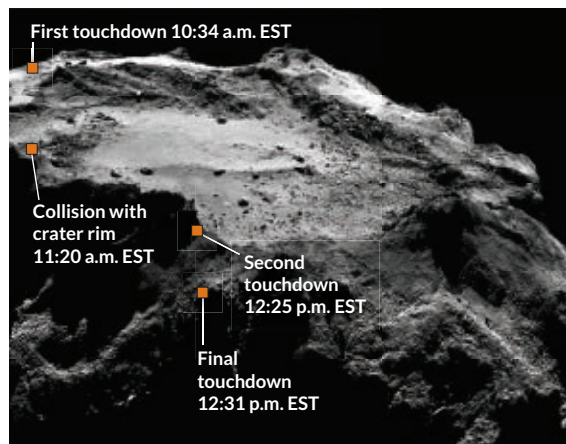 First touchdown 10:34 a.m. EST
Collision with
crater rim
11:20 a.m. EST
Second
touchdown
12:25 p.m. EST
Final
touchdown
12:31 p.m. EST